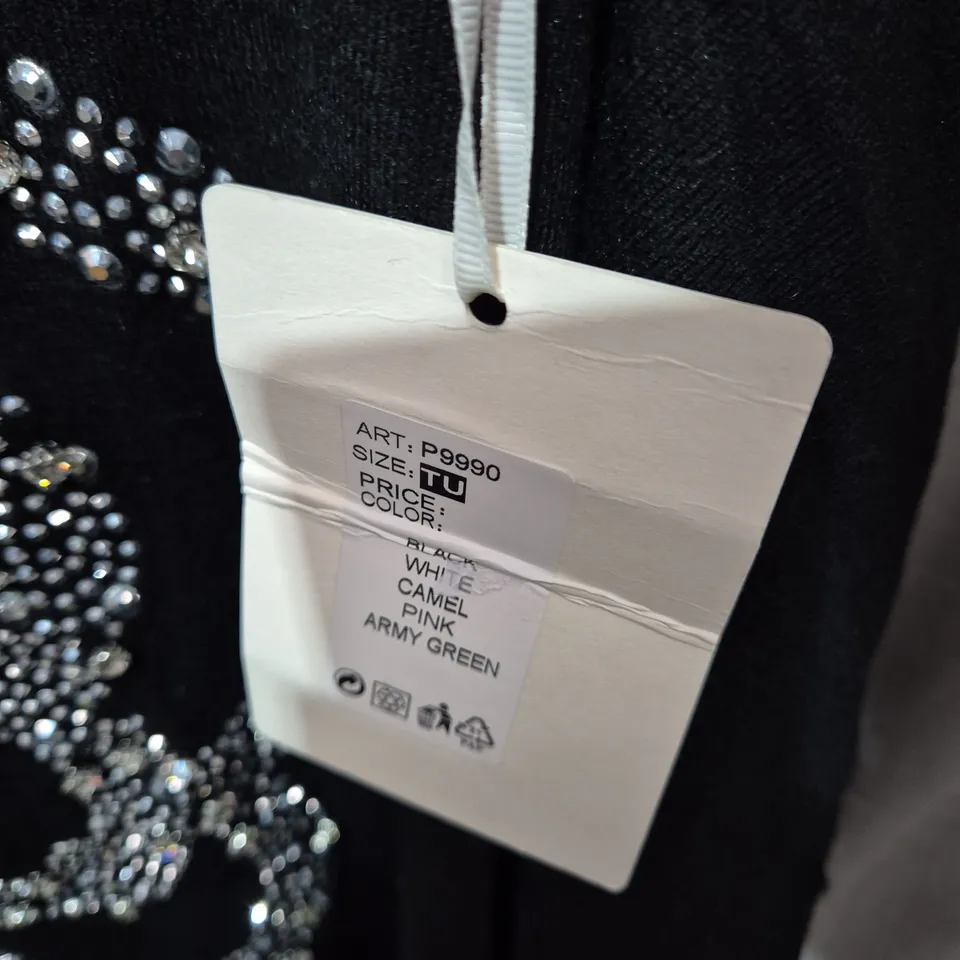 ART: P9990
SIZE: TU
PRICE:
COLOR:
BLACK
WHITE
CAMEL
PINK
ARMY GREEN